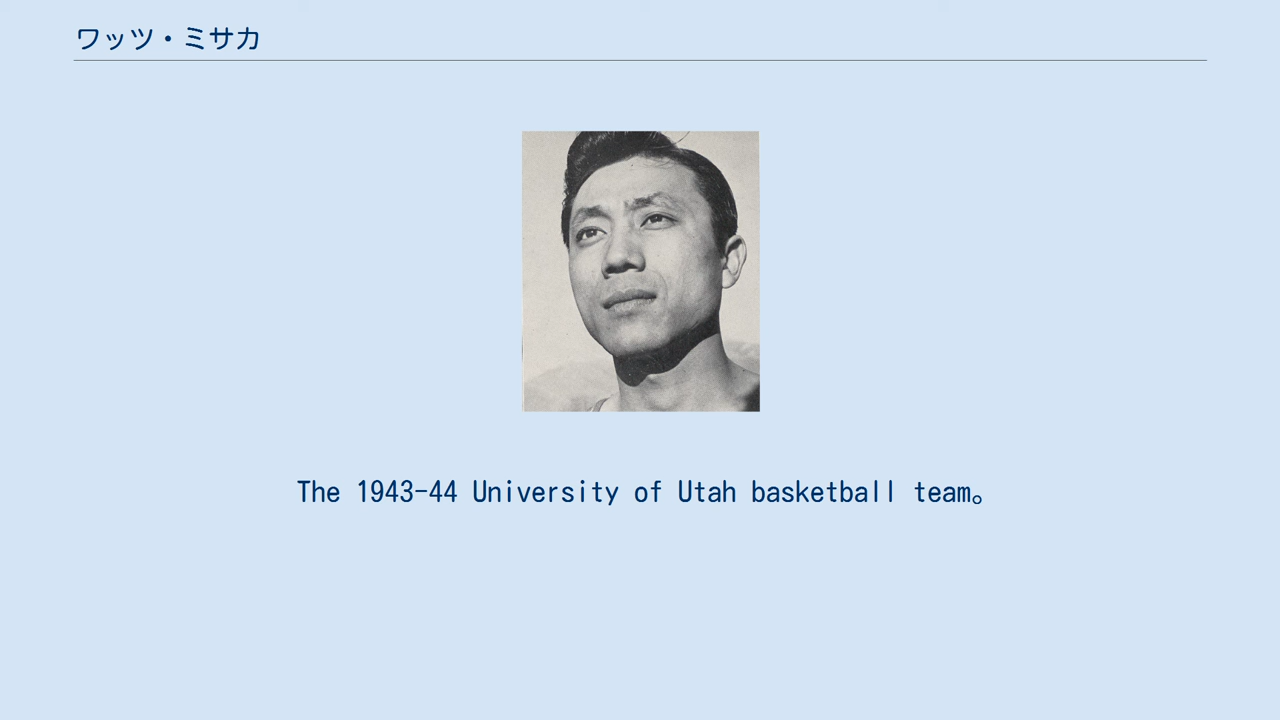 ワッツ・ミサカ
The 1943-44 University of Utah basketball team。